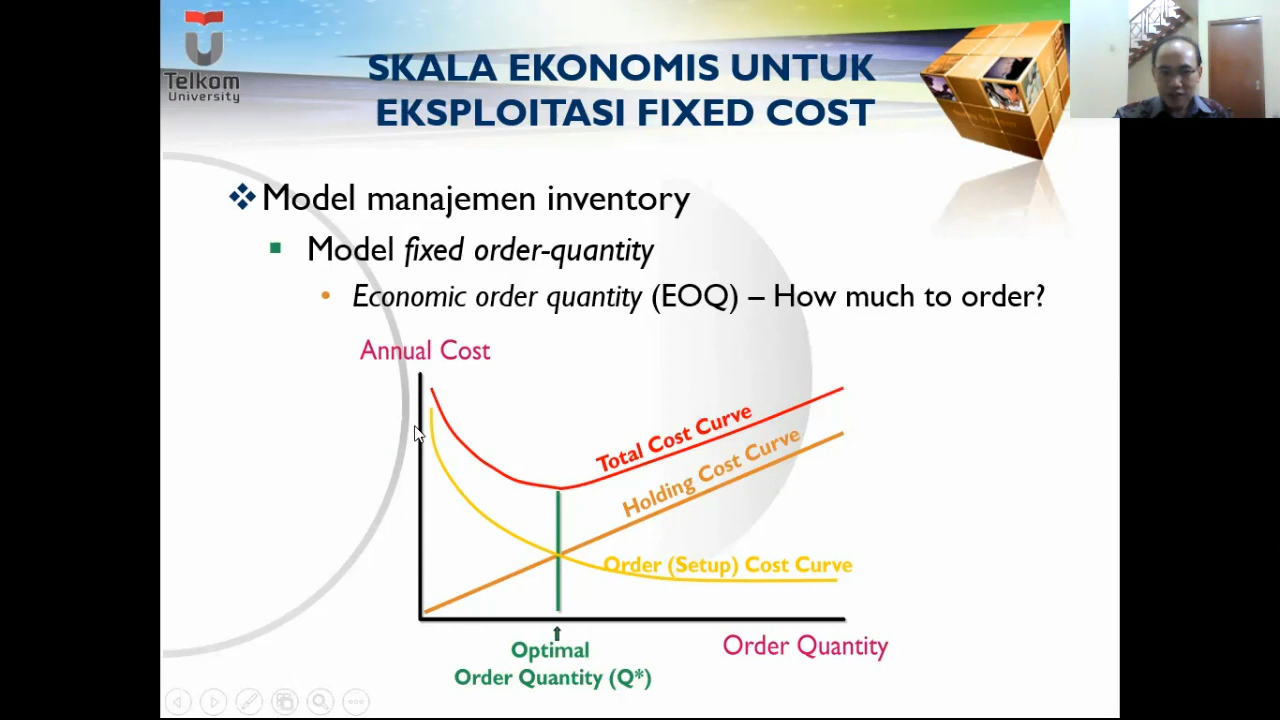 Telkom
University
SKALA EKONOMIS UNTUK
EKSPLOITASI FIXED COST
Model manajemen inventory
Model fixed order-quantity
Economic order quantity (EOQ) – How much to order?
Annual Cost
Total Cost Curve
Holding Cost Curve
Order (Setup) Cost Curve
Optimal
Order Quantity (Q*)
Order Quantity